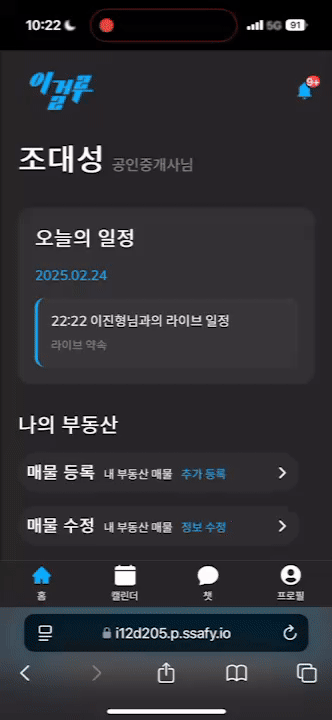 10:22
5G 91
이걸루
9+
조대성 공인중개사님
오늘의 일정
2025.02.24
22:22 이진형님과의 라이브 일정
라이브 약속
나의 부동산
매물 등록 내 부동산 매물 추가 등록
매물 수정 내 부동산 매물 정보 수정
홈 캘린더 챗 프로필
i12d205.p.ssafy.io